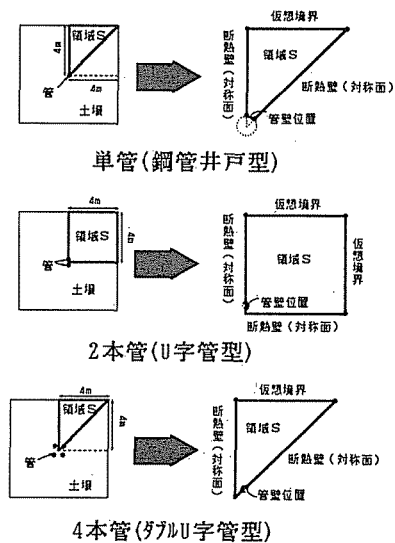 4m
領域S
4m
管
土壌
仮想境界
断熱壁(対称面)
領域S
断熱壁(対称面)
管壁位置
単管(鋼管井戸型)
4m
領域S
4m
管
土壌
仮想境界
断熱壁(対称面)
領域S
仮想境界
管壁位置
断熱壁(対称面)
2本管(U字管型)
4m
領域S
4m
管
土壌
仮想境界
断熱壁(対称面)
領域S
断熱壁(対称面)
管壁位置
4本管(ダブルU字管型)